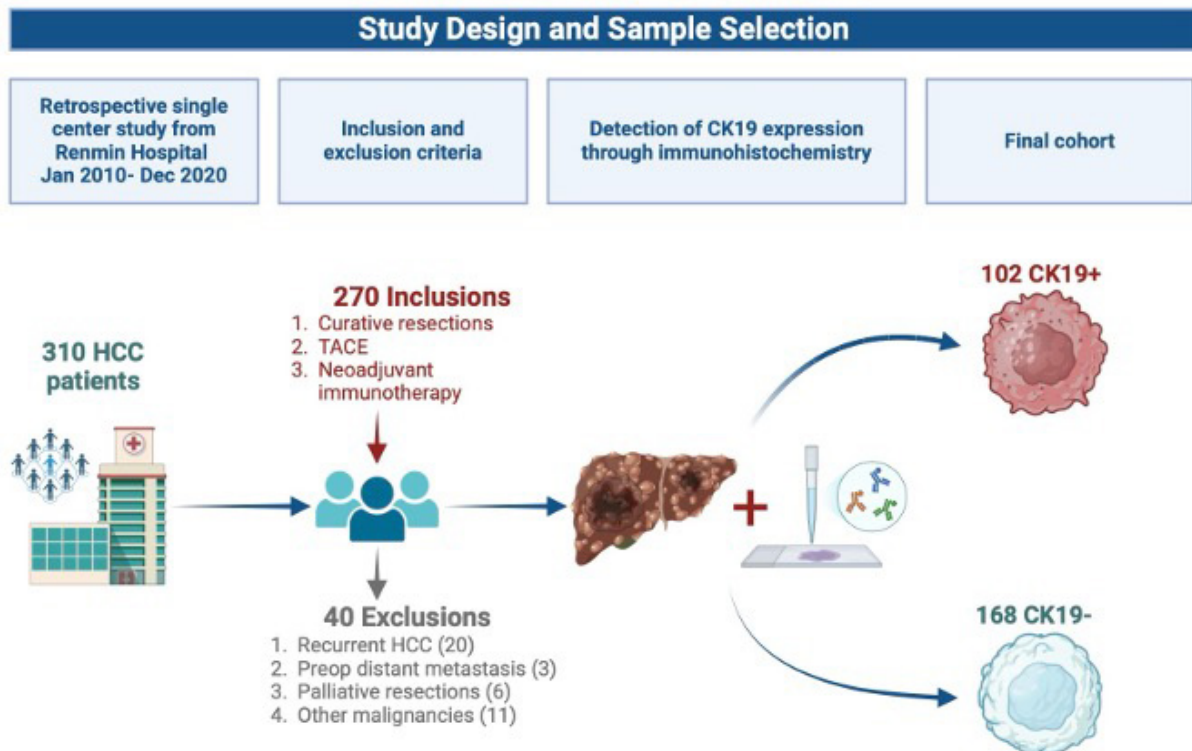 Study Design and Sample Selection
Retrospective single
center study from
Renmin Hospital
Jan 2010- Dec 2020
Inclusion and
exclusion criteria
Detection of CK19 expression
through immunohistochemistry
Final cohort
310 HCC
patients
270 Inclusions
1. Curative resections
2. TACE
3. Neoadjuvant
immunotherapy
40 Exclusions
1. Recurrent HCC (20)
2. Preop distant metastasis (3)
3. Palliative resections (6)
4. Other malignancies (11)
102 CK19+
168 CK19-